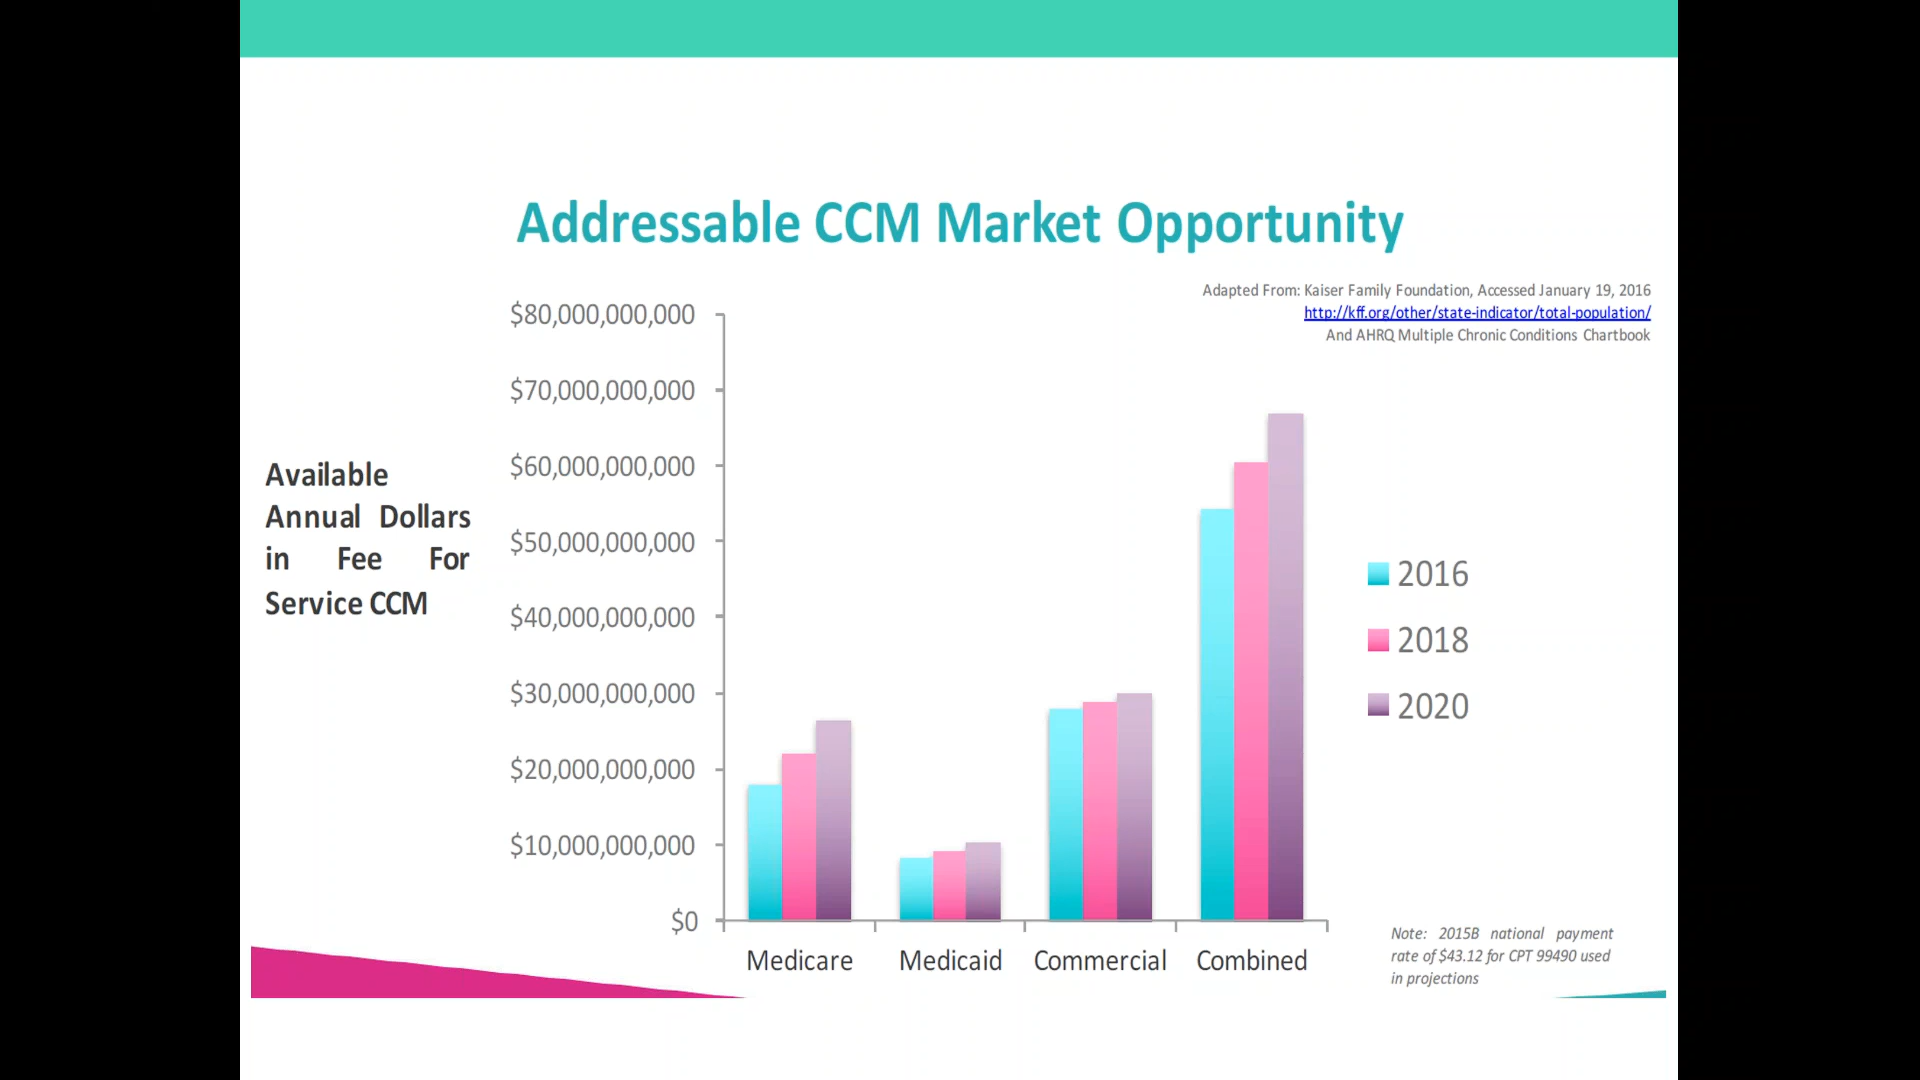 Addressable CCM Market Opportunity
Adapted From: Kaiser Family Foundation, Accessed January 19, 2016
http://kff.org/other/state-indicator/total-population/
And AHRQ Multiple Chronic Conditions Chartbook
Available
Annual Dollars
in Fee For
Service CCM
$80,000,000,000
$70,000,000,000
$60,000,000,000
$50,000,000,000
$40,000,000,000
$30,000,000,000
$20,000,000,000
$10,000,000,000
$0
Medicare
Medicaid
Commercial
Combined
2016
2018
2020
Note: 2015B national payment
rate of $43.12 for CPT 99490 used
in projections